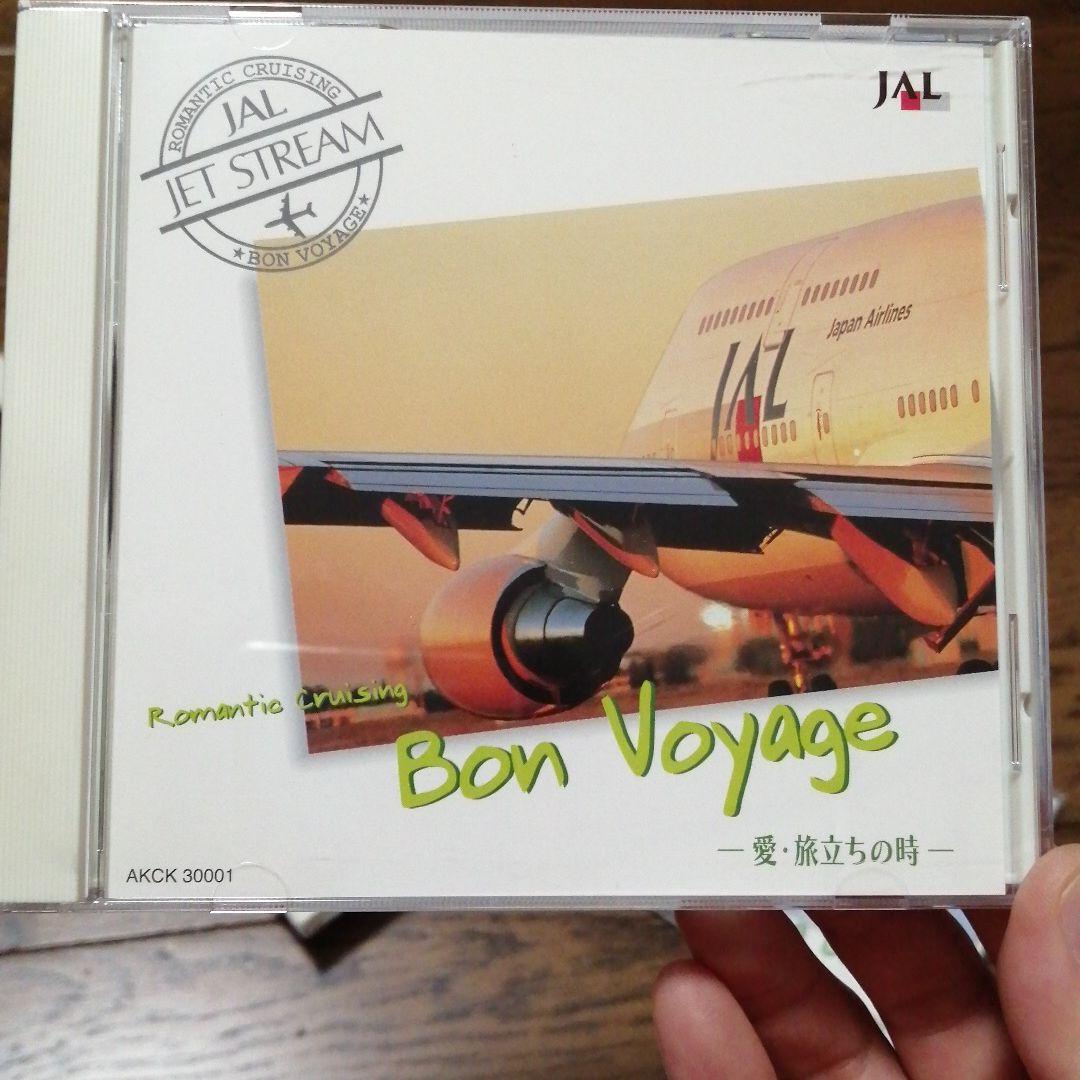 ROMANTIC CRUISING
JAL
JET STREAM
★BON VOYAGE★
JAL
Japan Airlines
JAL
Romantic Cruising
Bon Voyage
—愛・旅立ちの時—
AKCK 30001